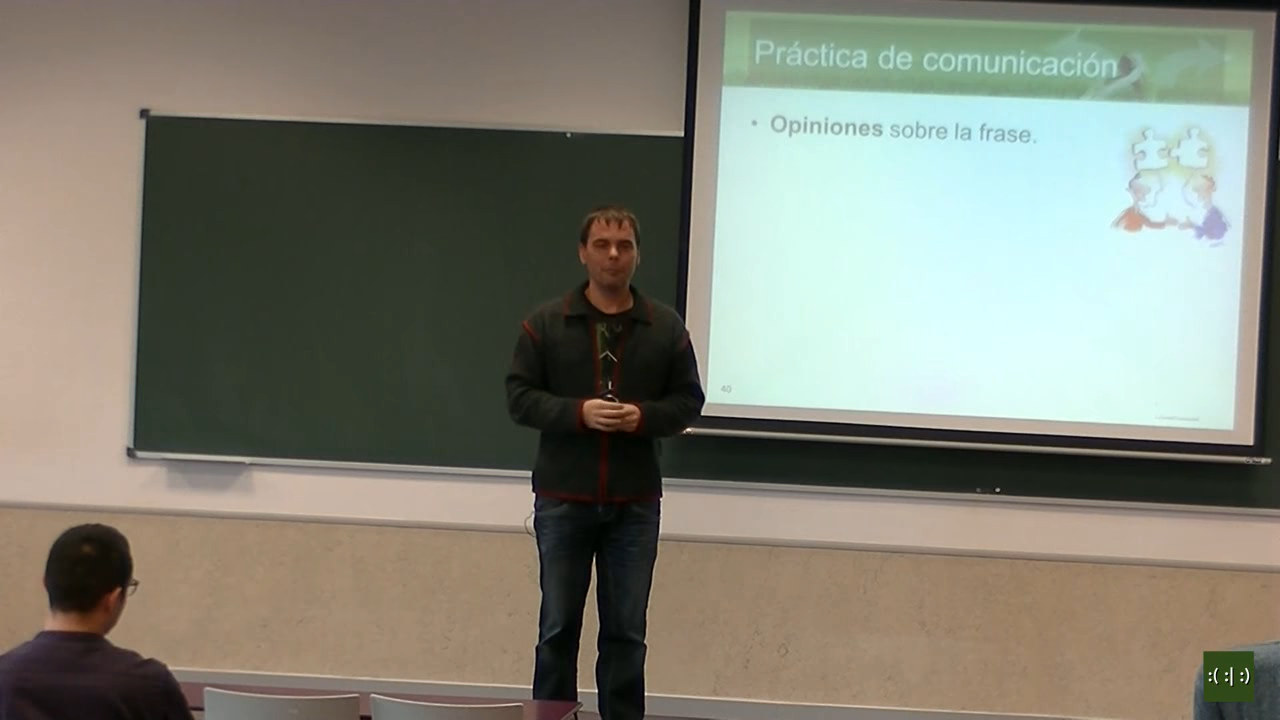 Práctica de comunicación
• Opiniones sobre la frase.
40
:( :| :)